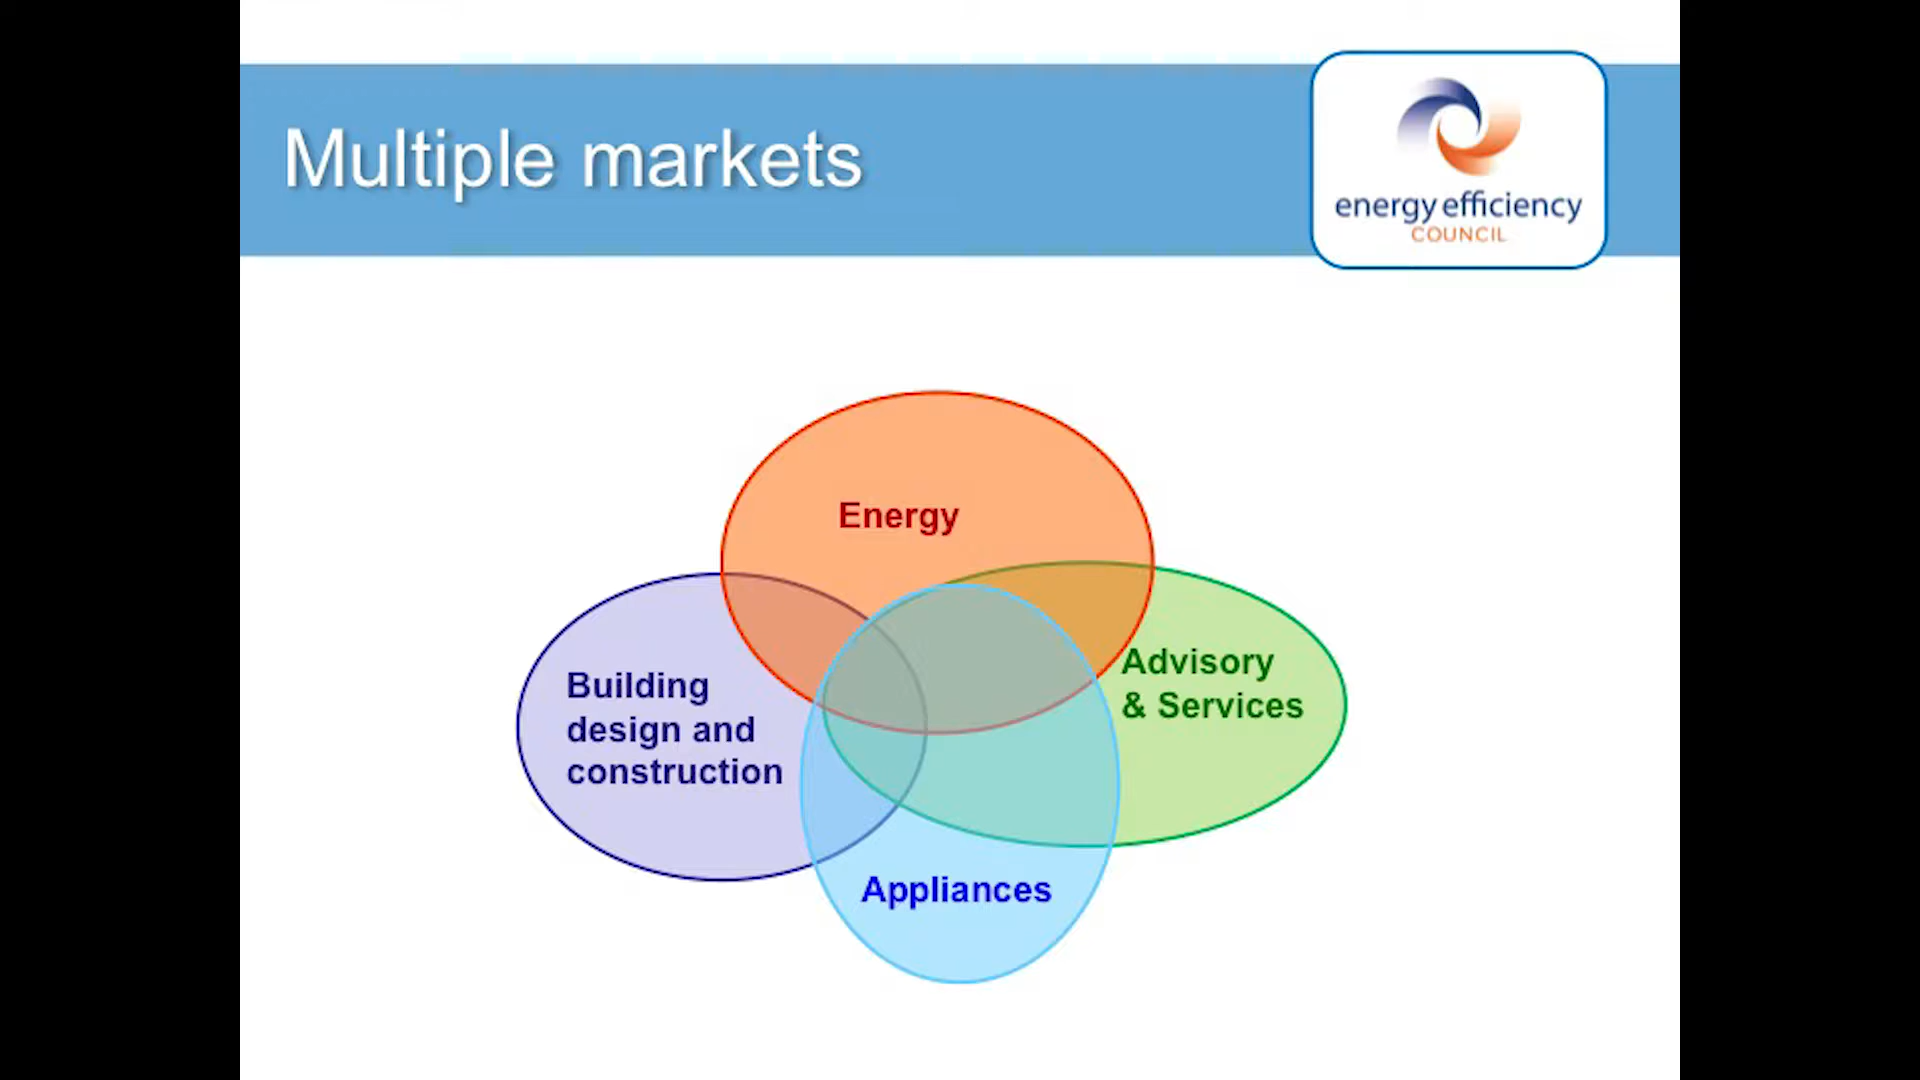 Multiple markets
energy efficiency
COUNCIL
Energy
Advisory
& Services
Building
design and
construction
Appliances